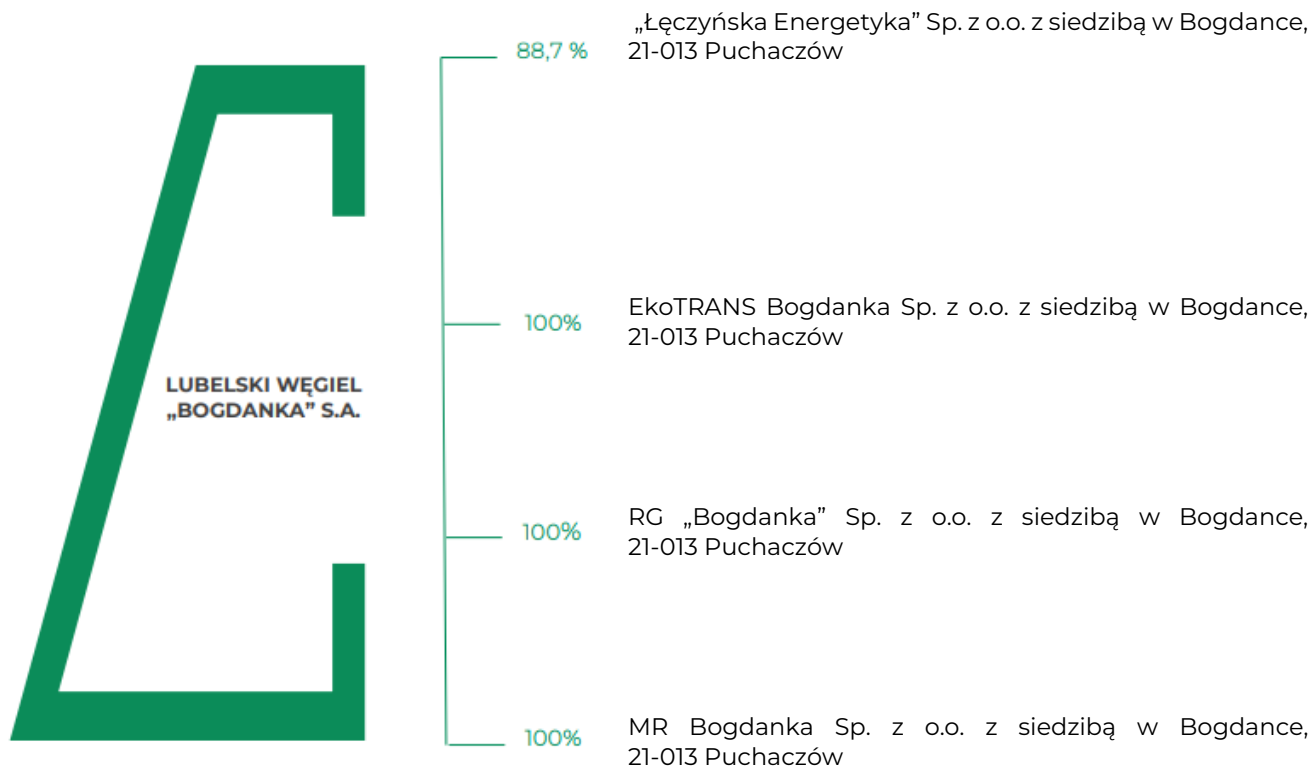 „Łęczyńska Energetyka” Sp. z o.o. z siedzibą w Bogdance,
21-013 Puchaczów
88,7 %
EkoTRANS Bogdanka Sp. z o.o. z siedzibą w Bogdance,
21-013 Puchaczów
100%
LUBELSKI WĘGIEL
„BOGDANKA” S.A.
RG „Bogdanka” Sp. z o.o. z siedzibą w Bogdance,
21-013 Puchaczów
100%
MR Bogdanka Sp. z o.o. z siedzibą w Bogdance,
21-013 Puchaczów
100%